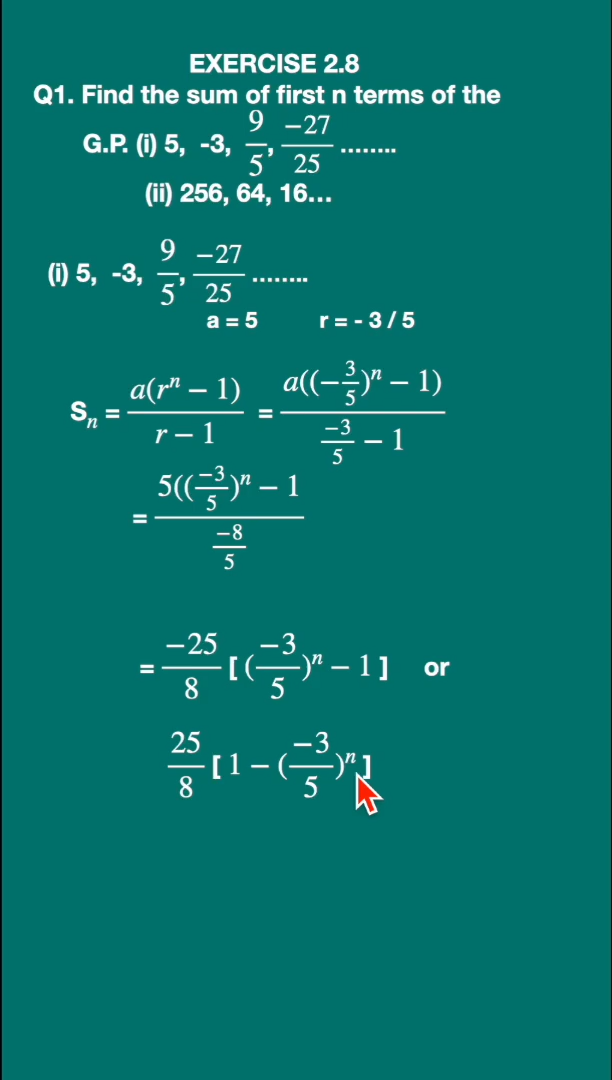 EXERCISE 2.8
Q1. Find the sum of first n terms of the
G.P. (i) 5, -3, 9/5, −27/25 ........
(ii) 256, 64, 16...
(i) 5, -3, 9/5, −27/25 ........
a = 5 r = - 3 / 5
Sₙ = a(rⁿ − 1)/(r − 1) = a((−3/5)ⁿ − 1)/(−3/5 − 1)
= 5((−3/5)ⁿ − 1/(−8/5)
= −25/8 [ (−3/5)ⁿ − 1 ] or
25/8 [ 1 − (−3/5)ⁿ ]